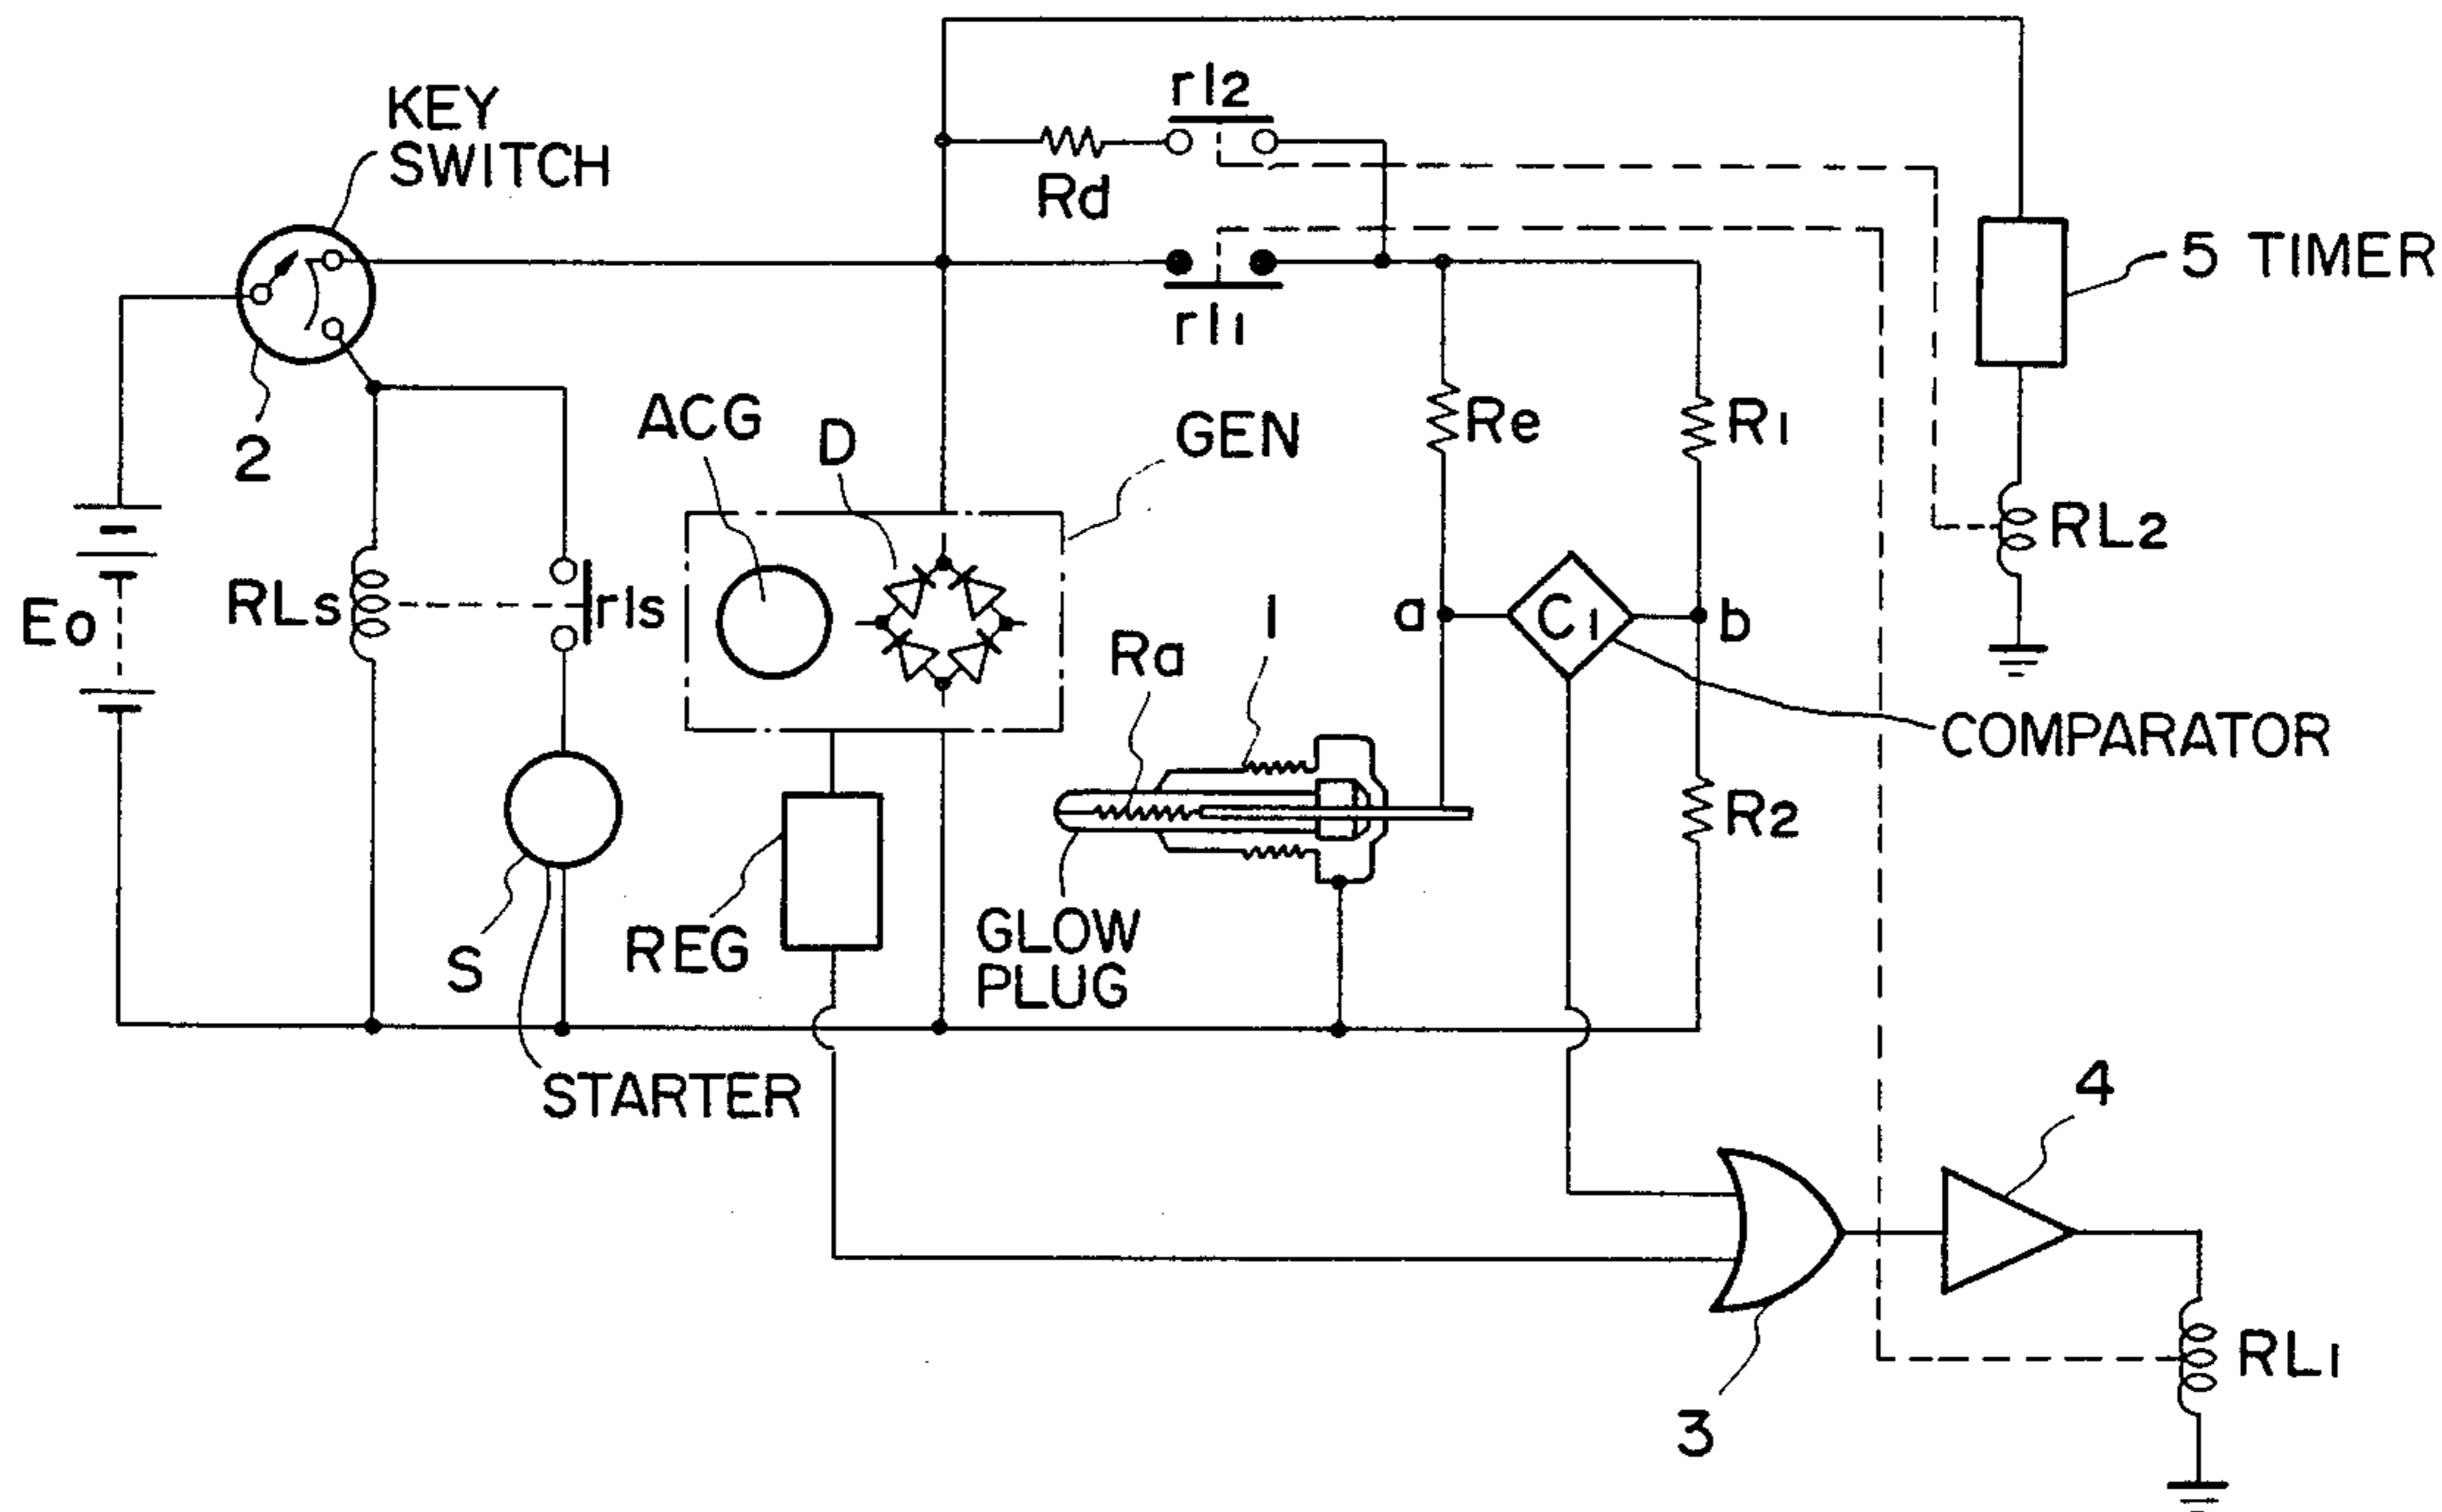 rl2
KEY
SWITCH
Rd
5 TIMER
rl1
2
ACG
D
GEN
Re
R1
RL2
Eo
RLs
rls
Ra
1
a
C1
b
COMPARATOR
R2
S
REG
GLOW
PLUG
STARTER
4
3
RL1